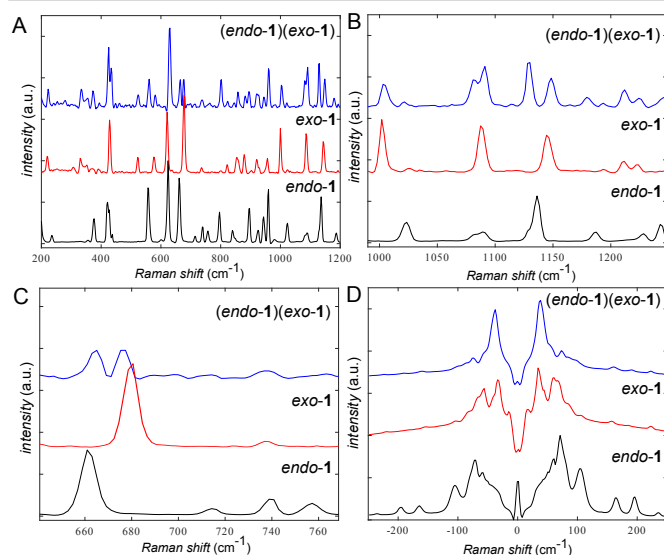 A
(endo-1)(exo-1)
exo-1
endo-1
intensity (a.u.)
200 400 600 800 1000 1200
Raman shift (cm⁻¹)
B
(endo-1)(exo-1)
exo-1
endo-1
intensity (a.u.)
1000 1050 1100 1150 1200
Raman shift (cm⁻¹)
C
(endo-1)(exo-1)
exo-1
endo-1
intensity (a.u.)
660 680 700 720 740 760
Raman shift (cm⁻¹)
D
(endo-1)(exo-1)
exo-1
endo-1
intensity (a.u.)
-200 -100 0 100 200
Raman shift (cm⁻¹)